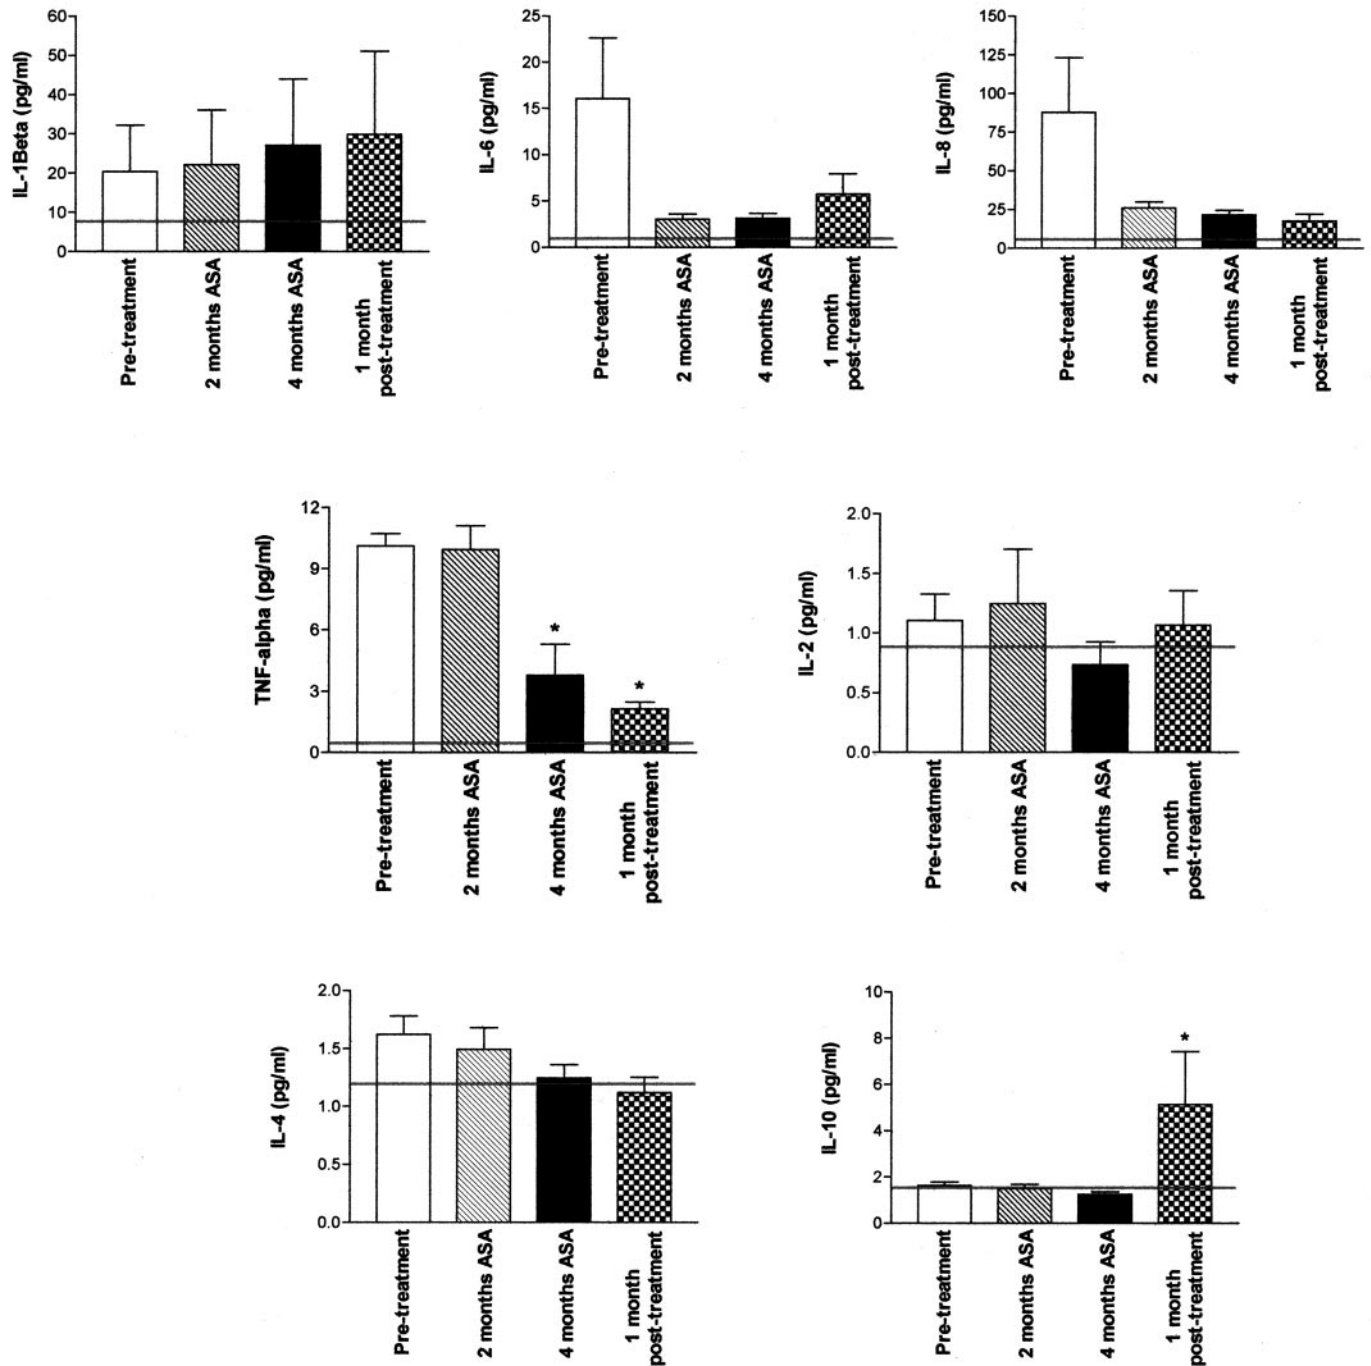 IL-1Beta (pg/ml)
60
50
40
30
20
10
0
Pre-treatment
2 months ASA
4 months ASA
1 month
post-treatment
IL-6 (pg/ml)
25
20
15
10
5
0
Pre-treatment
2 months ASA
4 months ASA
1 month
post-treatment
IL-8 (pg/ml)
150
125
100
75
50
25
0
Pre-treatment
2 months ASA
4 months ASA
1 month
post-treatment
TNF-alpha (pg/ml)
12
9
6
3
0
*
*
Pre-treatment
2 months ASA
4 months ASA
1 month
post-treatment
IL-2 (pg/ml)
2.0
1.5
1.0
0.5
0.0
Pre-treatment
2 months ASA
4 months ASA
1 month
post-treatment
IL-4 (pg/ml)
2.0
1.5
1.0
0.5
0.0
Pre-treatment
2 months ASA
4 months ASA
1 month
post-treatment
IL-10 (pg/ml)
10
8
6
4
2
0
*
Pre-treatment
2 months ASA
4 months ASA
1 month
post-treatment